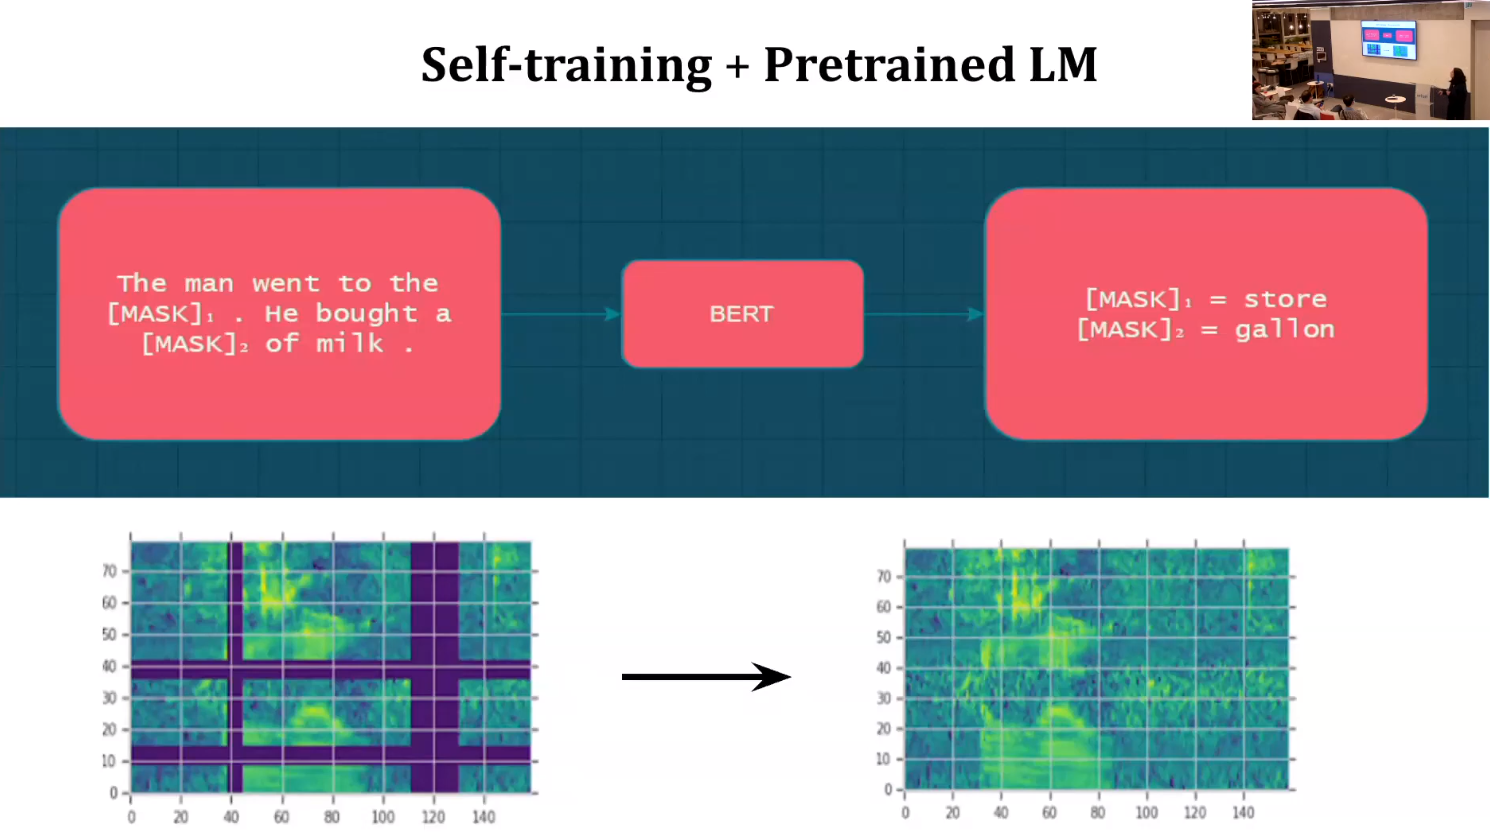 Self-training + Pretrained LM
The man went to the
[MASK]₁ . He bought a
[MASK]₂ of milk .
BERT
[MASK]₁ = store
[MASK]₂ = gallon
70
60
50
40
30
20
10
0
0 20 40 60 80 100 120 140
70
60
50
40
30
20
10
0
0 20 40 60 80 100 120 140